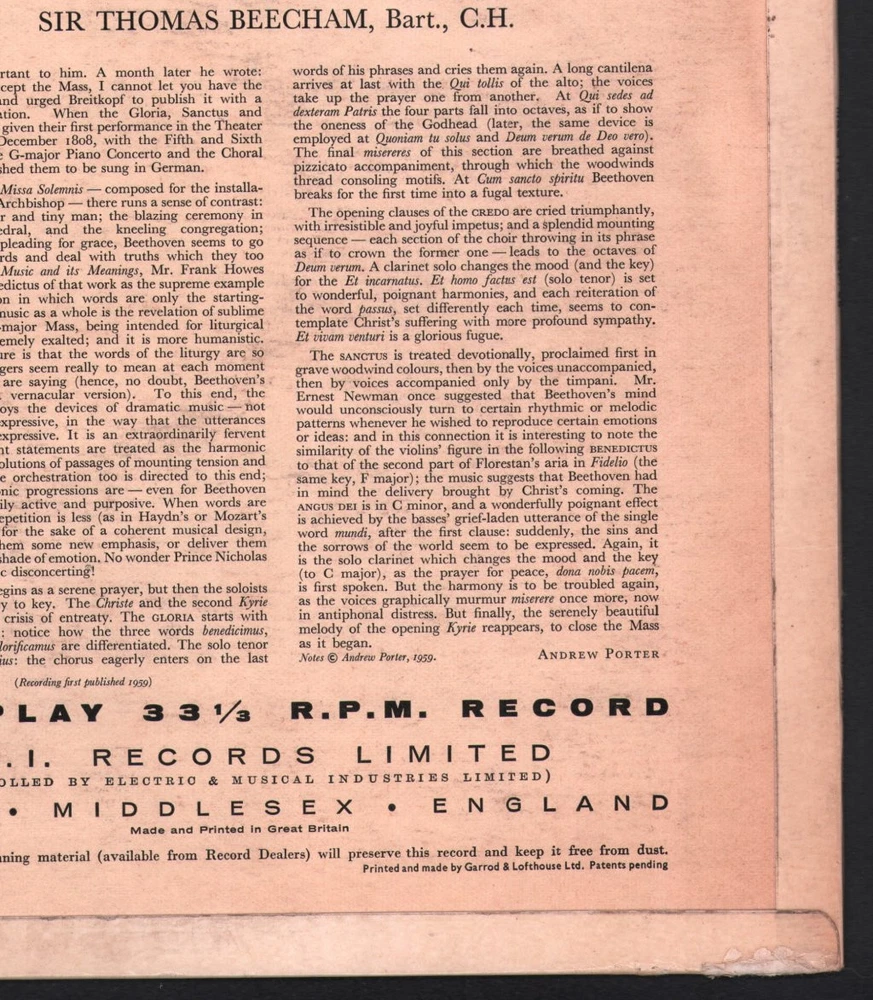 SIR THOMAS BEECHAM, Bart., C.H.
rtant to him. A month later he wrote:
cept the Mass, I cannot let you have the
nd urged Breitkopf to publish it with a
ation. When the Gloria, Sanctus and
given their first performance in the Theater
December 1808, with the Fifth and Sixth
e G-major Piano Concerto and the Choral
shed them to be sung in German.
Missa Solemnis — composed for the installa-
Archbishop — there runs a sense of contrast:
r and tiny man; the blazing ceremony in
edral, and the kneeling congregation;
pleading for grace, Beethoven seems to go
rds and deal with truths which they too
Music and its Meanings, Mr. Frank Howes
edictus of that work as the supreme example
on in which words are only the starting-
music as a whole is the revelation of sublime
-major Mass, being intended for liturgical
emely exalted; and it is more humanistic.
ure is that the words of the liturgy are so
gers seem really to mean at each moment
are saying (hence, no doubt, Beethoven's
vernacular version). To this end, the
oys the devices of dramatic music — not
expressive, in the way that the utterances
expressive. It is an extraordinarily fervent
nt statements are treated as the harmonic
olutions of passages of mounting tension and
e orchestration too is directed to this end;
onic progressions are — even for Beethoven
ily active and purposive. When words are
epetition is less (as in Haydn's or Mozart's
for the sake of a coherent musical design,
hem some new emphasis, or deliver them
shade of emotion. No wonder Prince Nicholas
c disconcerting!
egins as a serene prayer, but then the soloists
y to key. The Christe and the second Kyrie
crisis of entreaty. The GLORIA starts with
: notice how the three words benedicimus,
lorificamus are differentiated. The solo tenor
ius: the chorus eagerly enters on the last
words of his phrases and cries them again. A long cantilena
arrives at last with the Qui tollis of the alto; the voices
take up the prayer one from another. At Qui sedes ad
dexteram Patris the four parts fall into octaves, as if to show
the oneness of the Godhead (later, the same device is
employed at Quoniam tu solus and Deum verum de Deo vero).
The final misereres of this section are breathed against
pizzicato accompaniment, through which the woodwinds
thread consoling motifs. At Cum sancto spiritu Beethoven
breaks for the first time into a fugal texture.
The opening clauses of the CREDO are cried triumphantly,
with irresistible and joyful impetus; and a splendid mounting
sequence — each section of the choir throwing in its phrase
as if to crown the former one — leads to the octaves of
Deum verum. A clarinet solo changes the mood (and the key)
for the Et incarnatus. Et homo factus est (solo tenor) is set
to wonderful, poignant harmonies, and each reiteration of
the word passus, set differently each time, seems to con-
template Christ's suffering with more profound sympathy.
Et vivam venturi is a glorious fugue.
The SANCTUS is treated devotionally, proclaimed first in
grave woodwind colours, then by the voices unaccompanied,
then by voices accompanied only by the timpani. Mr.
Ernest Newman once suggested that Beethoven's mind
would unconsciously turn to certain rhythmic or melodic
patterns whenever he wished to reproduce certain emotions
or ideas: and in this connection it is interesting to note the
similarity of the violins' figure in the following BENEDICTUS
to that of the second part of Florestan's aria in Fidelio (the
same key, F major); the music suggests that Beethoven had
in mind the delivery brought by Christ's coming. The
ANGUS DEI is in C minor, and a wonderfully poignant effect
is achieved by the basses' grief-laden utterance of the single
word mundi, after the first clause: suddenly, the sins and
the sorrows of the world seem to be expressed. Again, it
is the solo clarinet which changes the mood and the key
(to C major), as the prayer for peace, dona nobis pacem,
is first spoken. But the harmony is to be troubled again,
as the voices graphically murmur miserere once more, now
in antiphonal distress. But finally, the serenely beautiful
melody of the opening Kyrie reappears, to close the Mass
as it began.
Notes © Andrew Porter, 1959. ANDREW PORTER
(Recording first published 1959)
PLAY 33⅓ R.P.M. RECORD
.I. RECORDS LIMITED
OLLED BY ELECTRIC & MUSICAL INDUSTRIES LIMITED)
• MIDDLESEX • ENGLAND
Made and Printed in Great Britain
ning material (available from Record Dealers) will preserve this record and keep it free from dust.
Printed and made by Garrod & Lofthouse Ltd. Patents pending